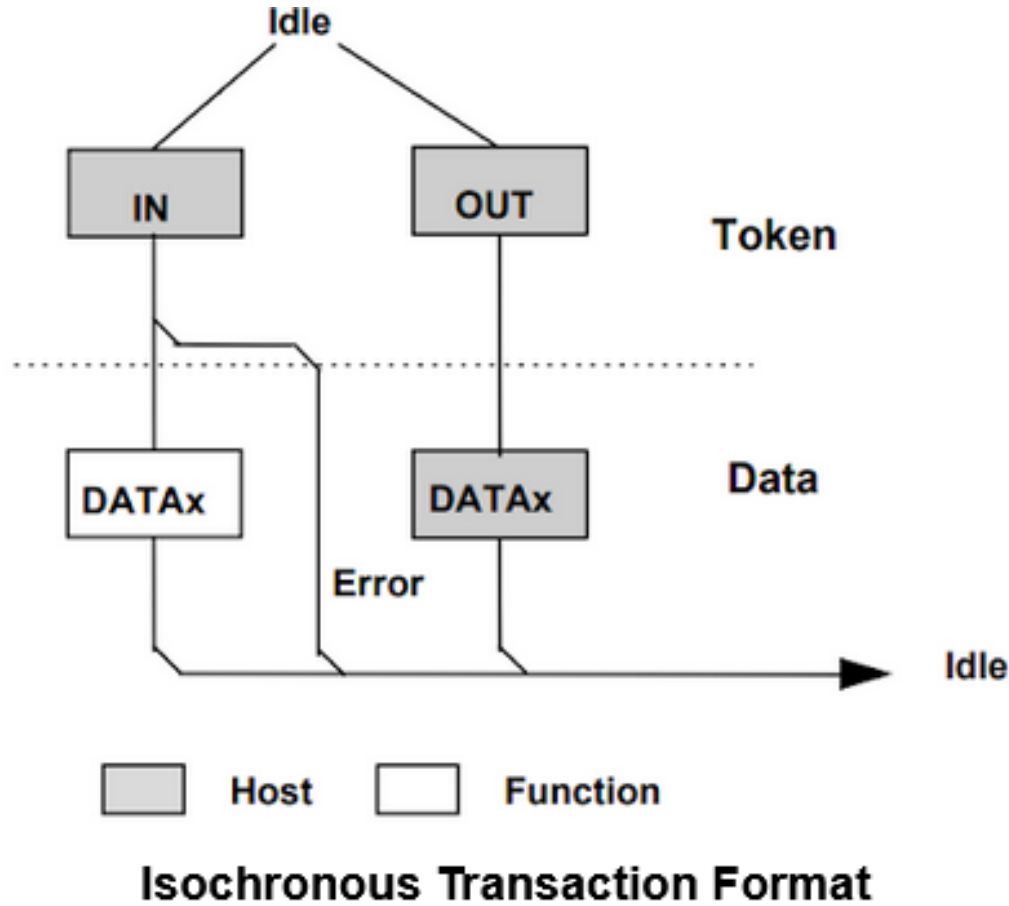 Idle
IN
OUT
Token
DATAx
DATAx
Data
Error
Idle
Host
Function
Isochronous Transaction Format